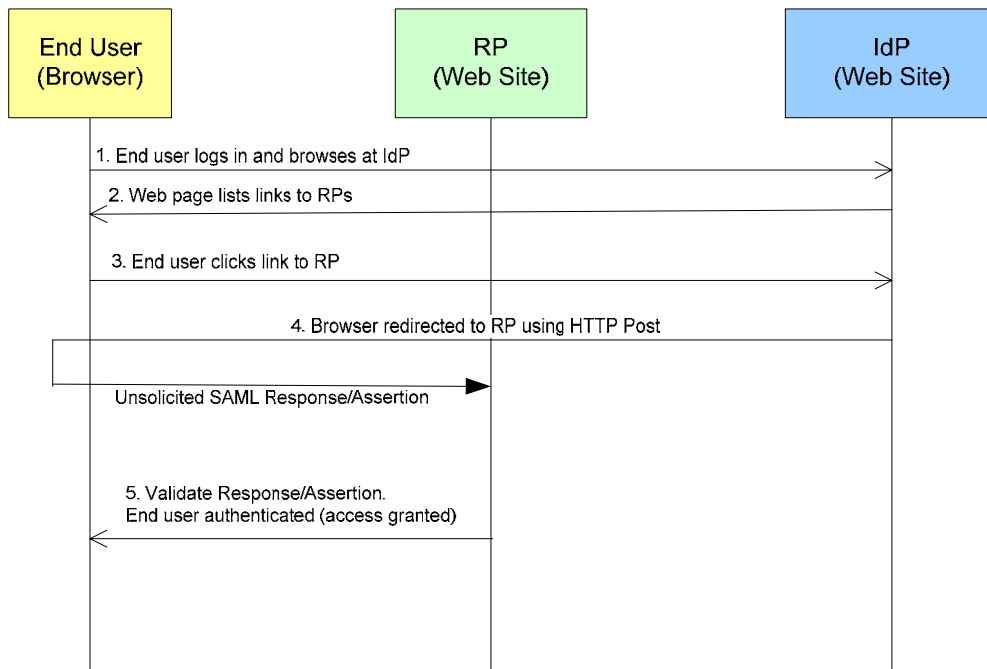 End User
(Browser)
RP
(Web Site)
IdP
(Web Site)
1. End user logs in and browses at IdP
2. Web page lists links to RPs
3. End user clicks link to RP
4. Browser redirected to RP using HTTP Post
Unsolicited SAML Response/Assertion
5. Validate Response/Assertion.
End user authenticated (access granted)